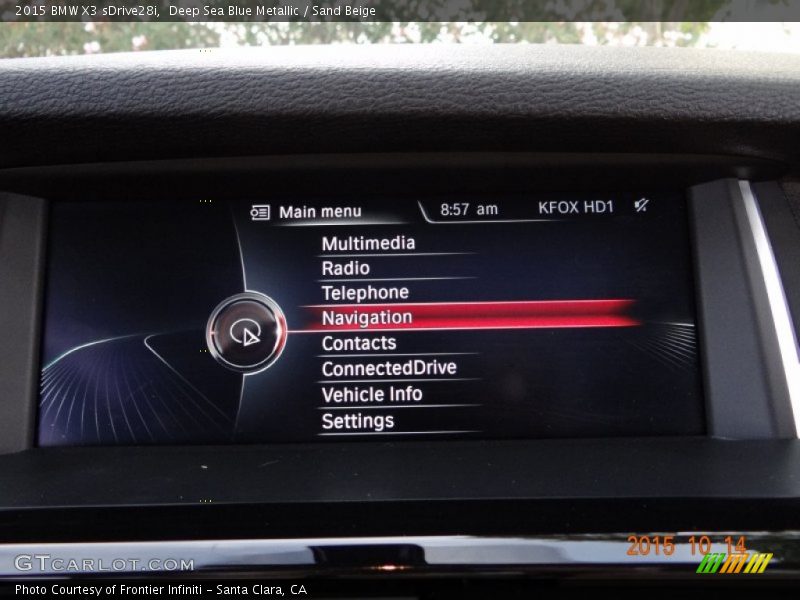 2015 BMW X3 sDrive28i, Deep Sea Blue Metallic / Sand Beige
Main menu
8:57 am
KFOX HD1
Multimedia
Radio
Telephone
Navigation
Contacts
ConnectedDrive
Vehicle Info
Settings
2015 10 14
GTCARLOT.COM
Photo Courtesy of Frontier Infiniti - Santa Clara, CA